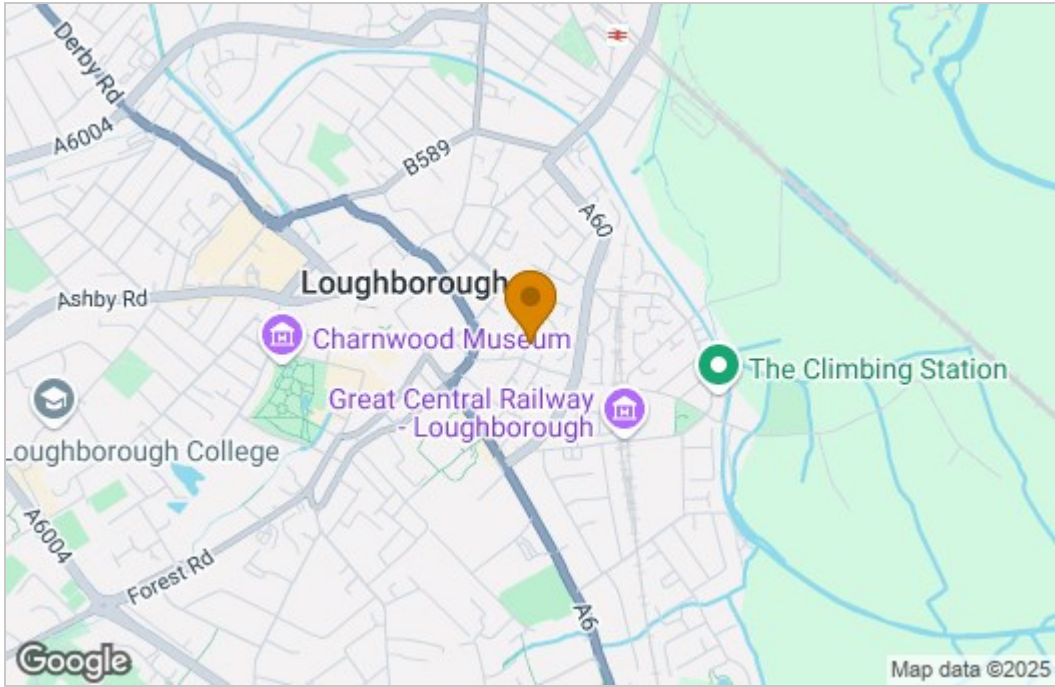 Derby Rd
A6004
B589
A60
Loughborough
Ashby Rd
Charnwood Museum
The Climbing Station
Great Central Railway
- Loughborough
Loughborough College
A6004
Forest Rd
A6
Google
Map data ©2025